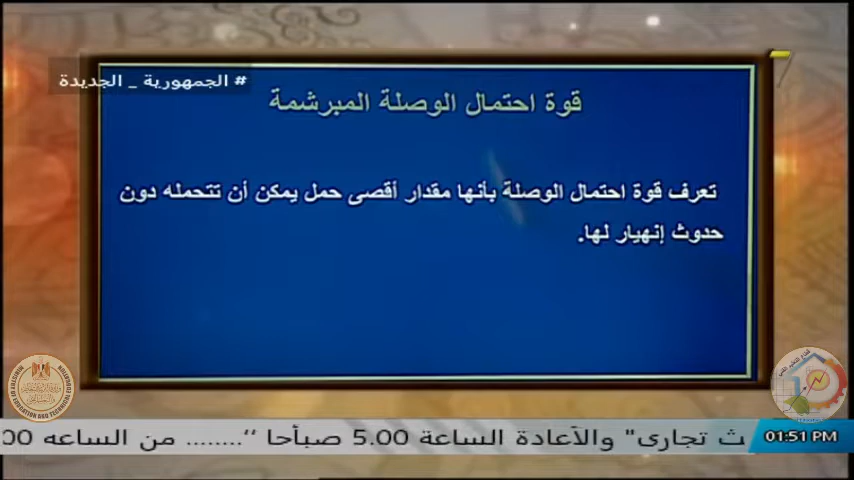 # الجمهورية _ الجديدة
قوة احتمال الوصلة المبرشمة
تعرف قوة احتمال الوصلة بأنها مقدار أقصى حمل يمكن أن تتحمله دون
حدوث إنهيار لها.
ث تجارى" والآعادة الساعة 5.00 صبأحا “........ من الساعه 00
01:51 PM